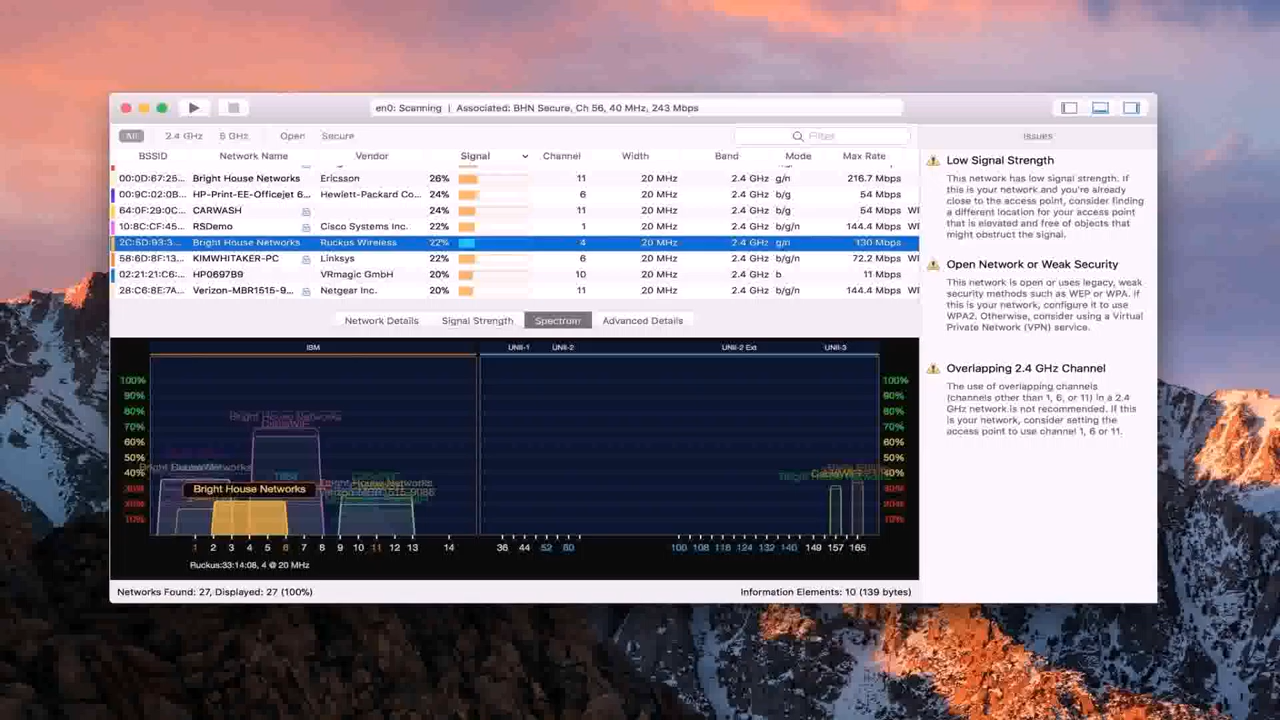 en0: Scanning | Associated: BHN Secure, Ch 56, 40 MHz, 243 Mbps
All 2.4 GHz 5 GHz Open Secure Filter Issues
BSSID Network Name Vendor Signal Channel Width Band Mode Max Rate
00:0D:67:25... Bright House Networks Ericsson 26% 11 20 MHz 2.4 GHz g/n 216.7 Mbps
00:9C:02:0B... HP-Print-EE-Officejet 6... Hewlett-Packard Co... 24% 6 20 MHz 2.4 GHz b/g 54 Mbps
64:0F:29:0C... CARWASH 24% 11 20 MHz 2.4 GHz b/g 54 Mbps WI
10:8C:CF:45:... RSDemo Cisco Systems Inc. 22% 1 20 MHz 2.4 GHz b/g/n 144.4 Mbps WI
2C:5D:93:3... Bright House Networks Ruckus Wireless 22% 4 20 MHz 2.4 GHz g/n 130 Mbps
58:6D:8F:13... KIMWHITAKER-PC Linksys 22% 6 20 MHz 2.4 GHz b/g/n 72.2 Mbps WI
02:21:21:C6:... HP0697B9 VRmagic GmbH 20% 10 20 MHz 2.4 GHz b 11 Mbps
28:C6:8E:7A... Verizon-MBR1515-9... Netgear Inc. 20% 11 20 MHz 2.4 GHz b/g/n 144.4 Mbps WI
Network Details Signal Strength Spectrum Advanced Details
ISM UNII-1 UNII-2 UNII-2 Ext UNII-3
100% 100%
90% 90%
80% 80%
Bright House Networks
70% 70%
60% 60%
50% 50%
40% 40%
30% 30%
Bright House Networks
20% 20%
10% 10%
1 2 3 4 5 6 7 8 9 10 11 12 13 14 36 44 52 60 100 108 116 124 132 140 149 157 165
Ruckus:33:14:08, 4 @ 20 MHz
Networks Found: 27, Displayed: 27 (100%) Information Elements: 10 (139 bytes)
Low Signal Strength
This network has low signal strength. If
this is your network and you're already
close to the access point, consider finding
a different location for your access point
that is elevated and free of objects that
might obstruct the signal.
Open Network or Weak Security
This network is open or uses legacy, weak
security methods such as WEP or WPA. If
this is your network, configure it to use
WPA2. Otherwise, consider using a Virtual
Private Network (VPN) service.
Overlapping 2.4 GHz Channel
The use of overlapping channels
(channels other than 1, 6, or 11) in a 2.4
GHz network is not recommended. If this
is your network, consider setting the
access point to use channel 1, 6 or 11.